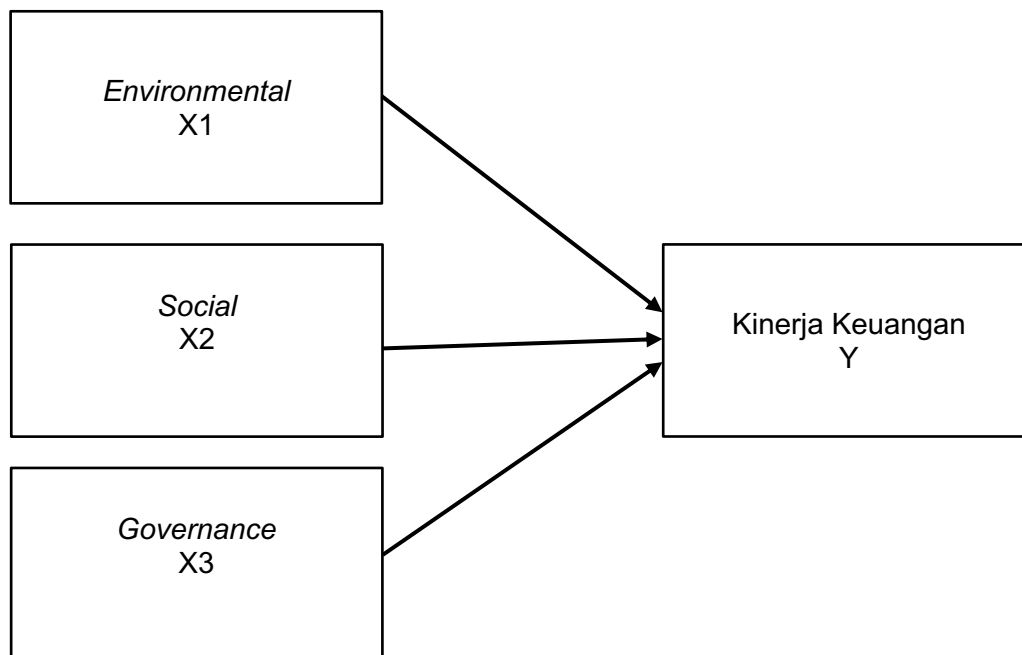 Environmental
X1
Social
X2
Kinerja Keuangan
Y
Governance
X3